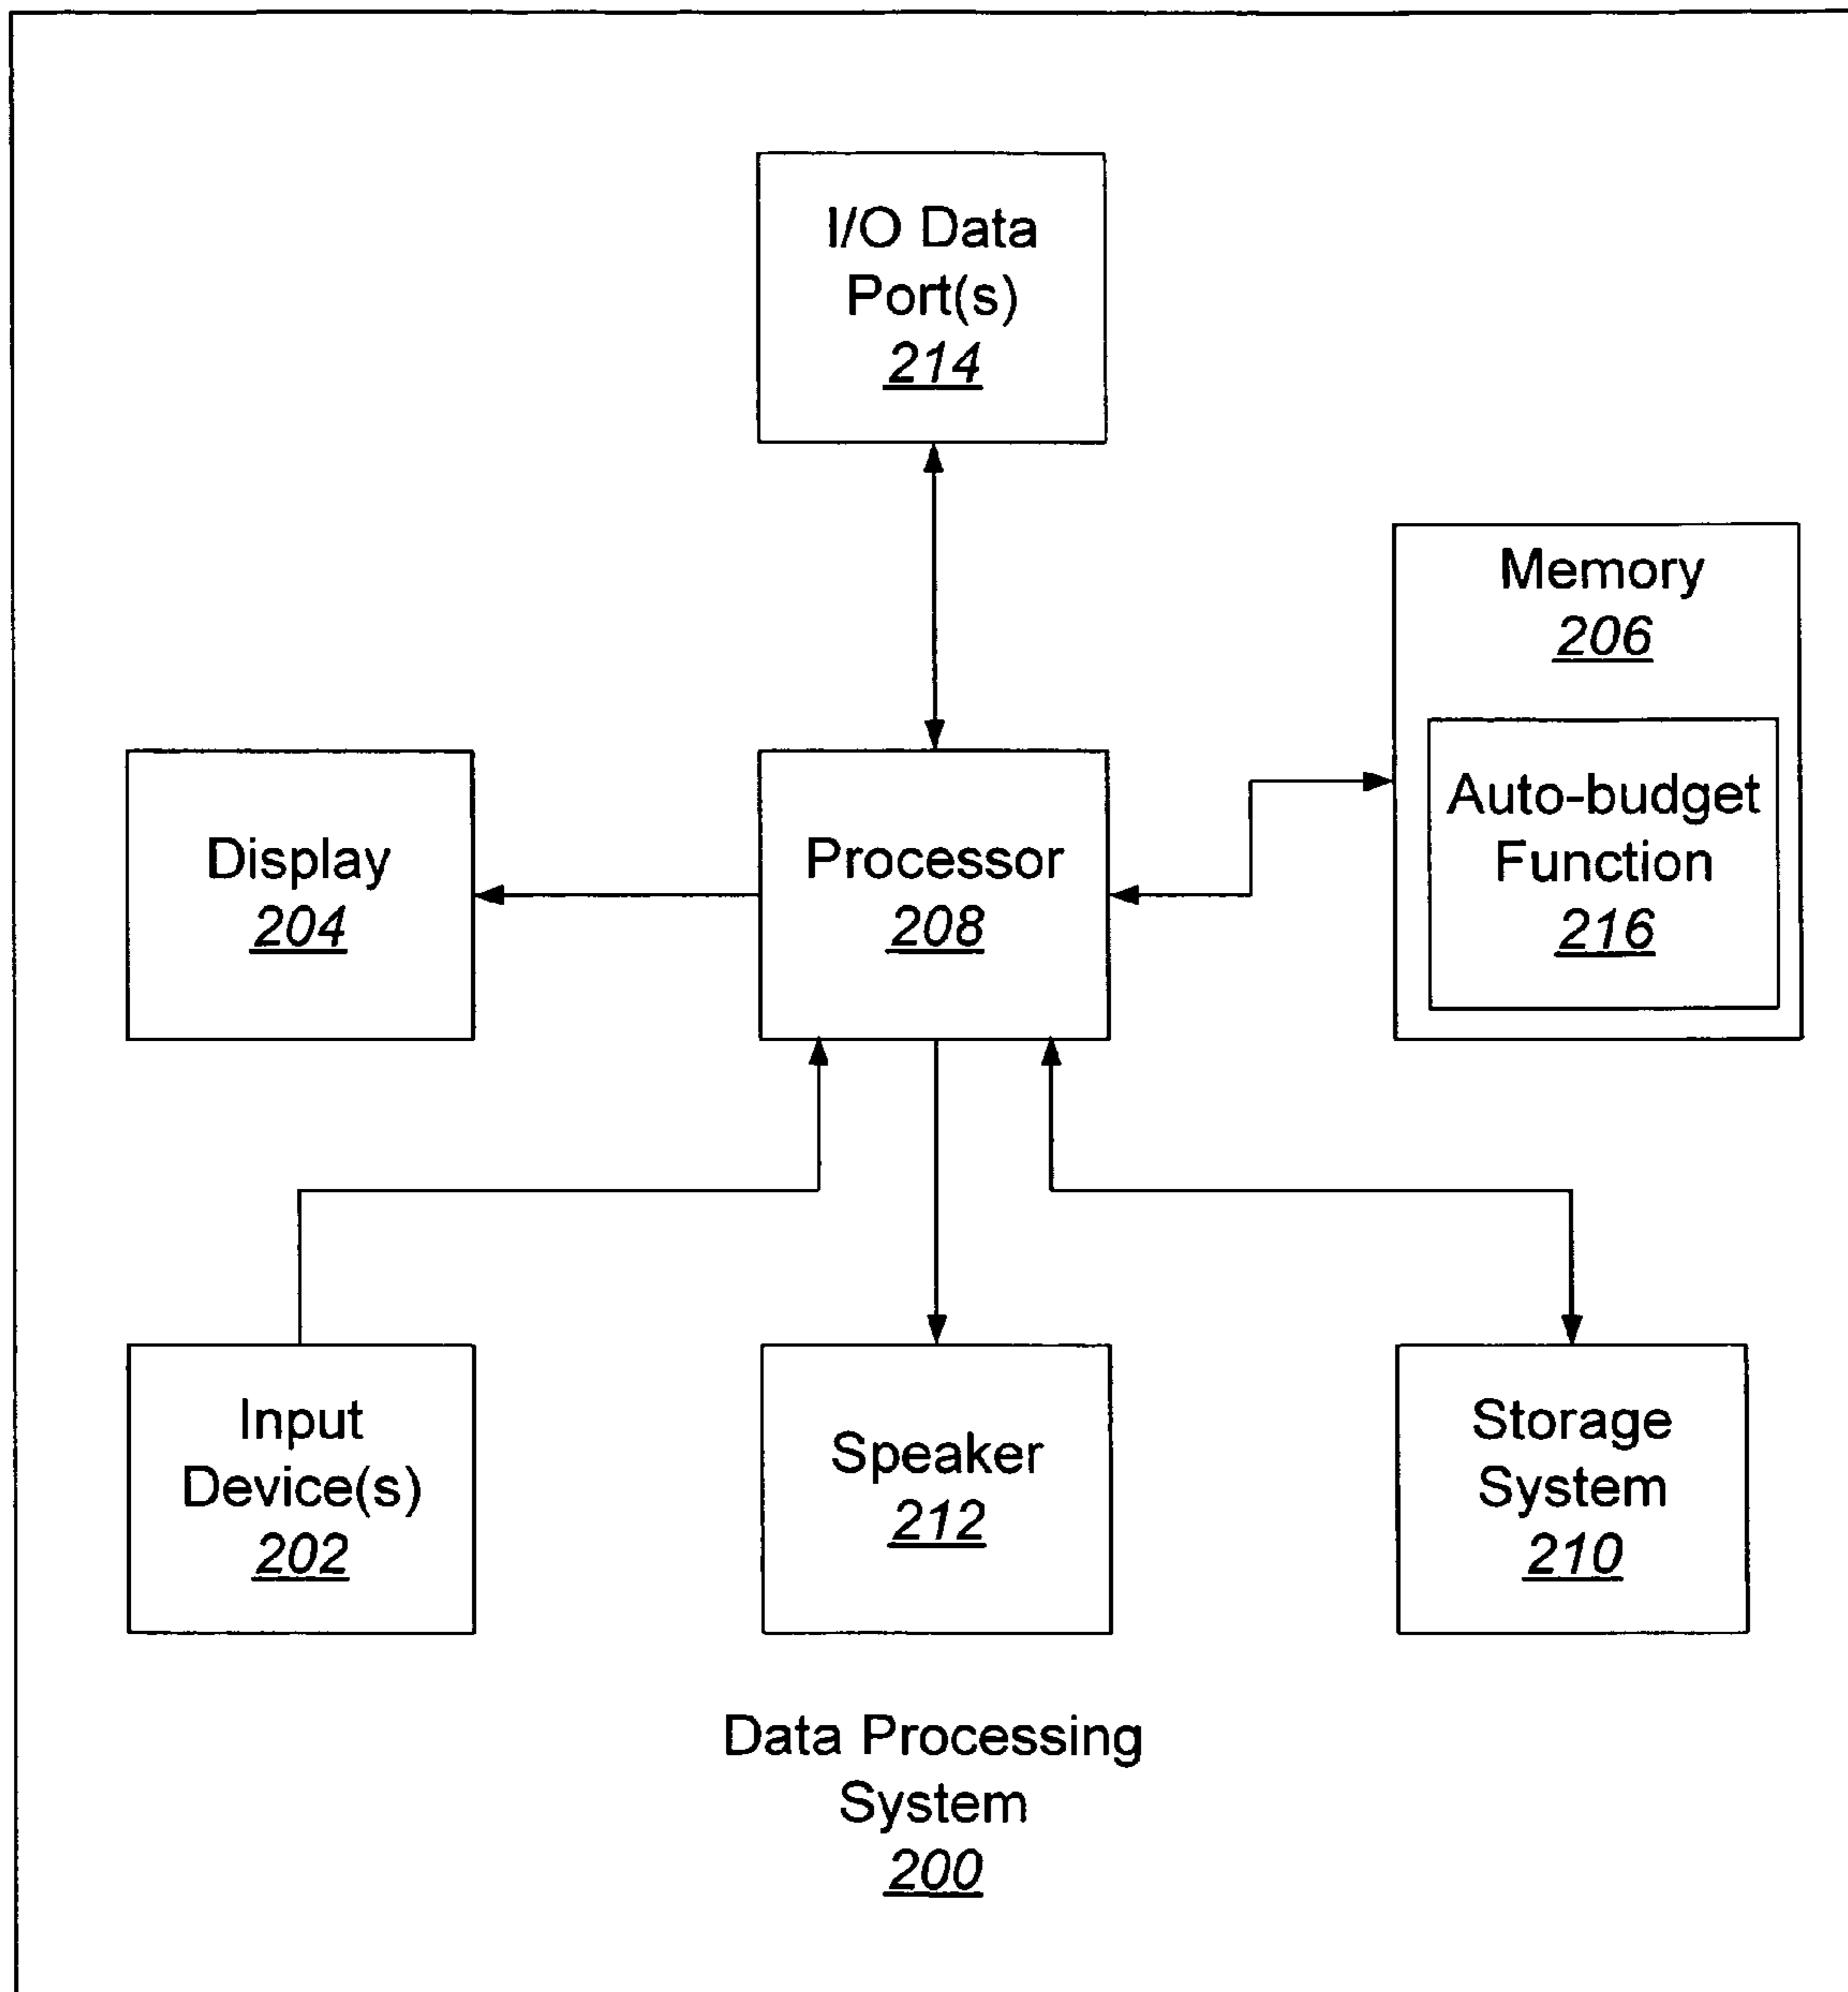 I/O Data
Port(s)
214
Memory
206
Auto-budget
Function
216
Display
204
Processor
208
Input
Device(s)
202
Speaker
212
Storage
System
210
Data Processing
System
200